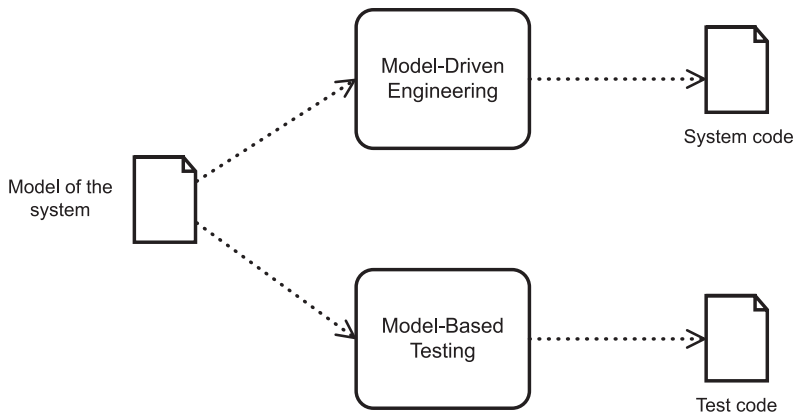 Model-Driven
Engineering
System code
Model of the
system
Model-Based
Testing
Test code